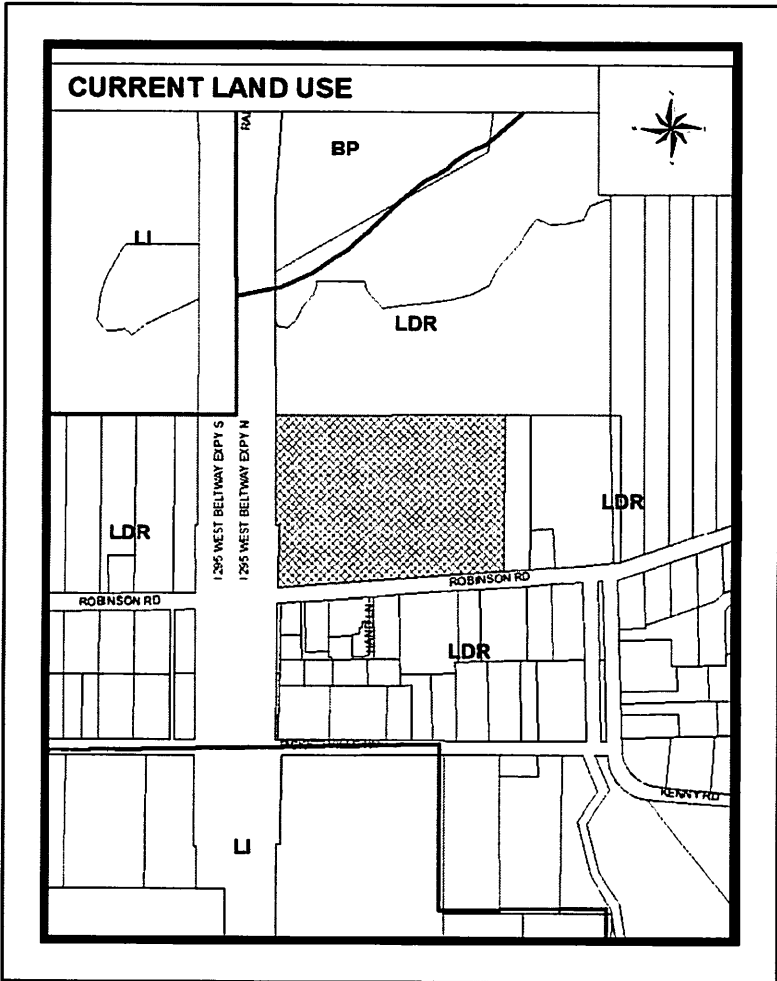 CURRENT LAND USE
BP
LI
LDR
I 295 WEST BELTWAY EXPY S
I 295 WEST BELTWAY EXPY N
LDR
LDR
ROBINSON RD
ROBINSON RD
LDR
KENNY RD
LI